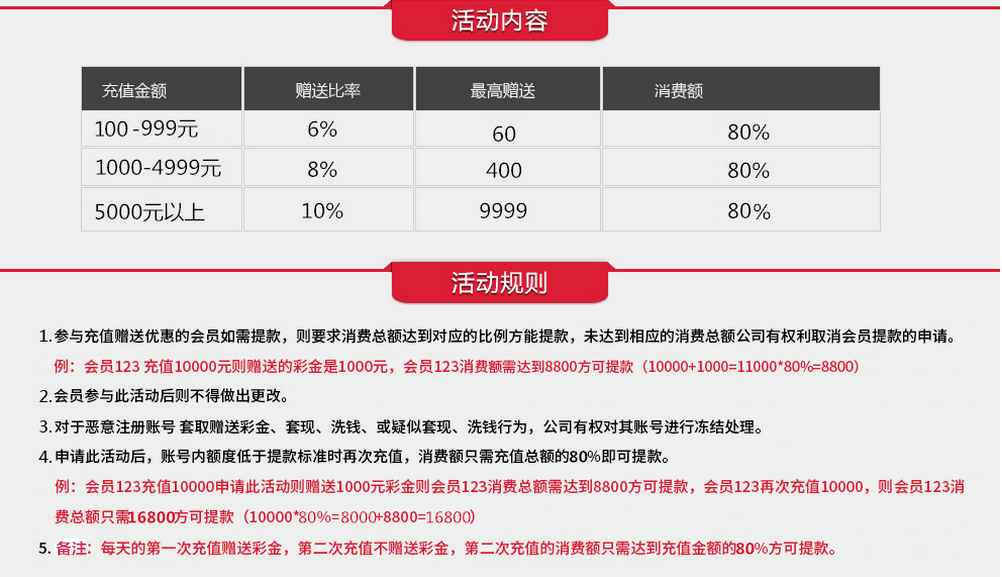 活动内容
充值金额 赠送比率 最高赠送 消费额
100-999元 6% 60 80%
1000-4999元 8% 400 80%
5000元以上 10% 9999 80%
活动规则
1.参与充值赠送优惠的会员如需提款，则要求消费总额达到对应的比例方能提款，未达到相应的消费总额公司有权利取消会员提款的申请。
例：会员123 充值10000元则赠送的彩金是1000元，会员123消费额需达到8800方可提款（10000+1000=11000*80%=8800）
2.会员参与此活动后则不得做出更改。
3.对于恶意注册账号 套取赠送彩金、套现、洗钱、或疑似套现、洗钱行为，公司有权对其账号进行冻结处理。
4.申请此活动后，账号内额度低于提款标准时再次充值，消费额只需充值总额的80%即可提款。
例：会员123充值10000申请此活动则赠送1000元彩金则会员123消费总额需达到8800方可提款，会员123再次充值10000，则会员123消
费总额只需16800方可提款（10000*80%=8000+8800=16800）
5. 备注：每天的第一次充值赠送彩金，第二次充值不赠送彩金，第二次充值的消费额只需达到充值金额的80%方可提款。